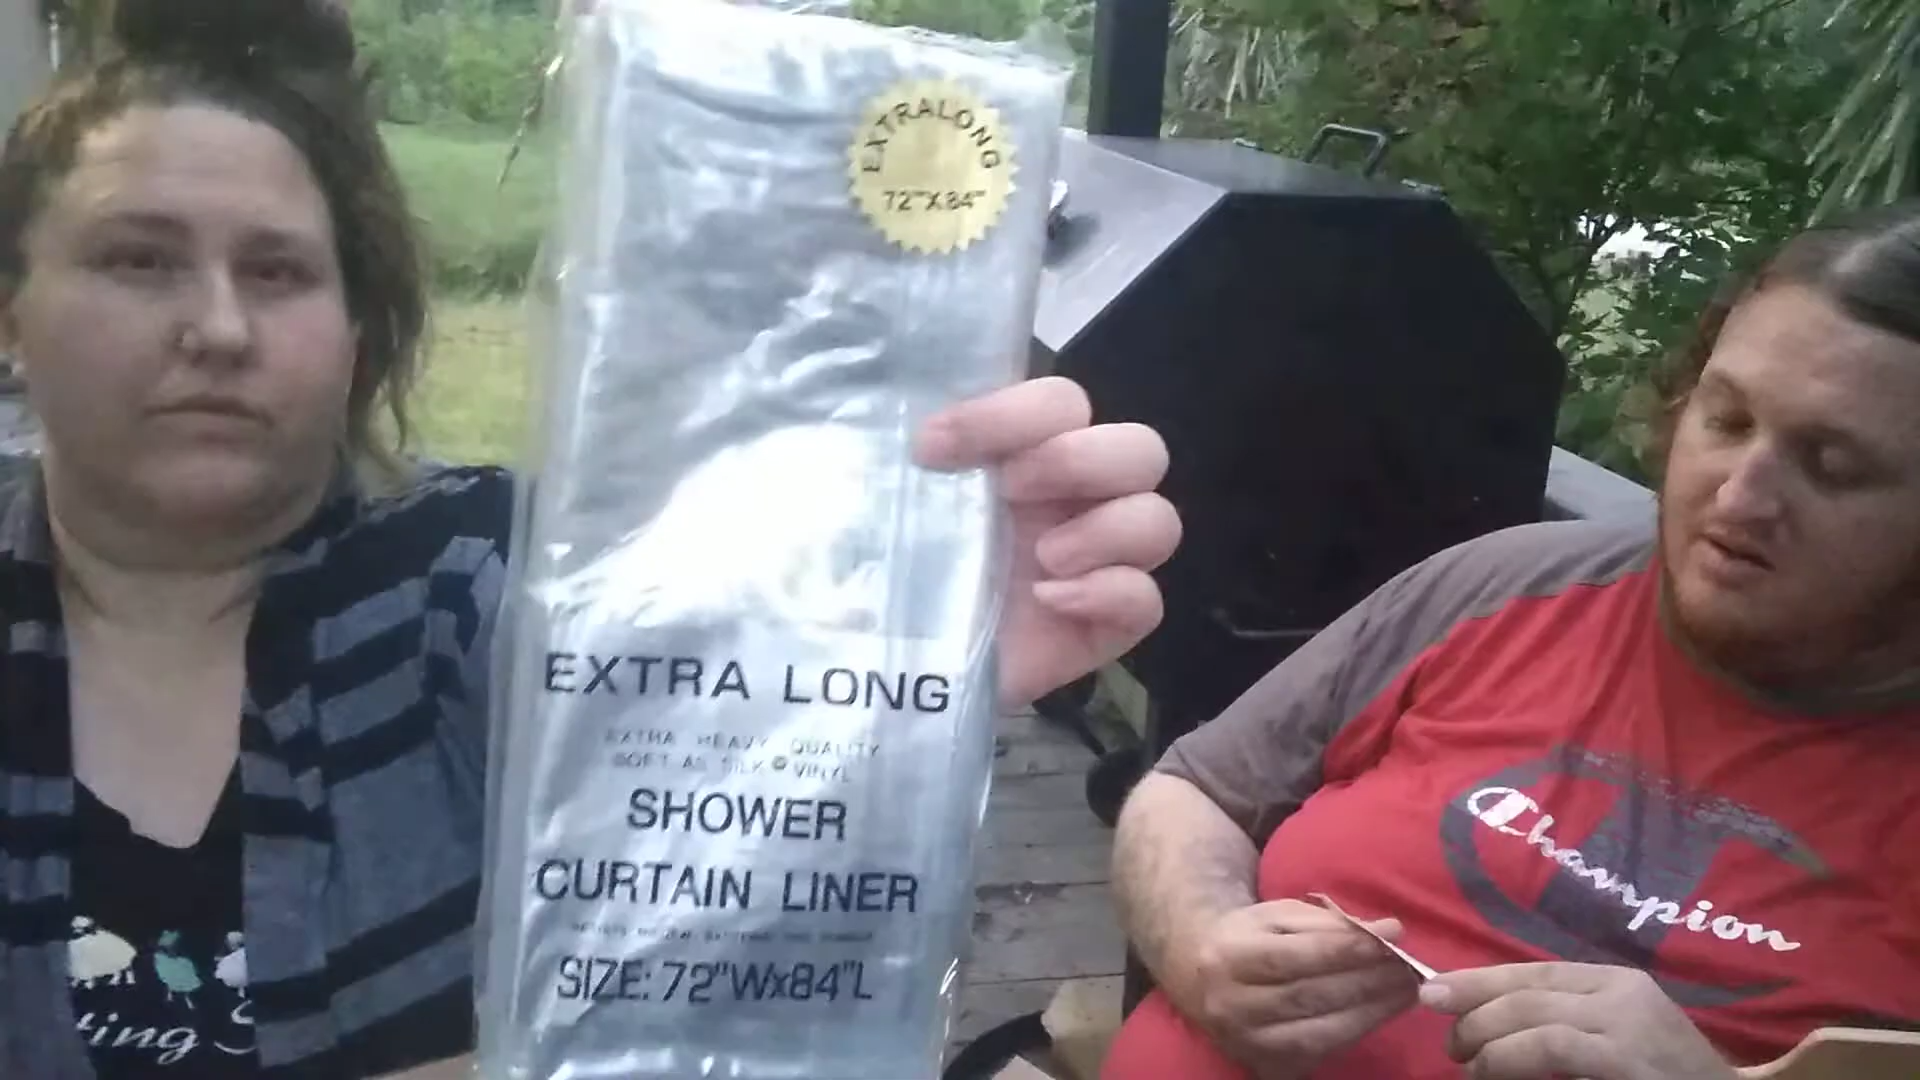 EXTRALONG
72"X84"
EXTRA LONG
EXTRA HEAVY QUALITY
SOFT AS SILK VINYL
SHOWER
CURTAIN LINER
SIZE: 72"Wx84"L
Champion